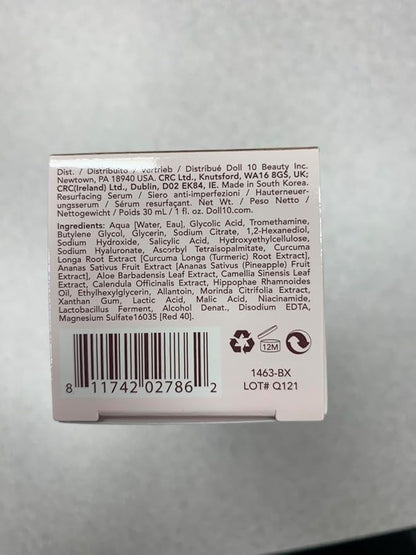 Dist. / Distribuito / Vertrieb / Distribué Doll 10 Beauty Inc.
Newtown, PA 18940 USA. CRC Ltd., Knutsford, WA16 8GS, UK;
CRC(Ireland) Ltd., Dublin, D02 EK84, IE. Made in South Korea.
Resurfacing Serum / Siero anti-imperfezioni / Hauterneuer-
ungsserum / Sérum resurfaçant. Net Wt. / Peso Netto /
Nettogewicht / Poids 30 mL / 1 fl. oz. Doll10.com.
Ingredients: Aqua [Water, Eau], Glycolic Acid, Tromethamine,
Butylene Glycol, Glycerin, Sodium Citrate, 1,2-Hexanediol,
Sodium Hydroxide, Salicylic Acid, Hydroxyethylcellulose,
Sodium Hyaluronate, Ascorbyl Tetraisopalmitate, Curcuma
Longa Root Extract [Curcuma Longa (Turmeric) Root Extract],
Ananas Sativus Fruit Extract [Ananas Sativus (Pineapple) Fruit
Extract], Aloe Barbadensis Leaf Extract, Camellia Sinensis Leaf
Extract, Calendula Officinalis Extract, Hippophae Rhamnoides
Oil, Ethylhexylglycerin, Allantoin, Morinda Citrifolia Extract,
Xanthan Gum, Lactic Acid, Malic Acid, Niacinamide,
Lactobacillus Ferment, Alcohol Denat., Disodium EDTA,
Magnesium Sulfate16035 [Red 40].
12M
8 11742 02786 2
1463-BX
LOT# Q121